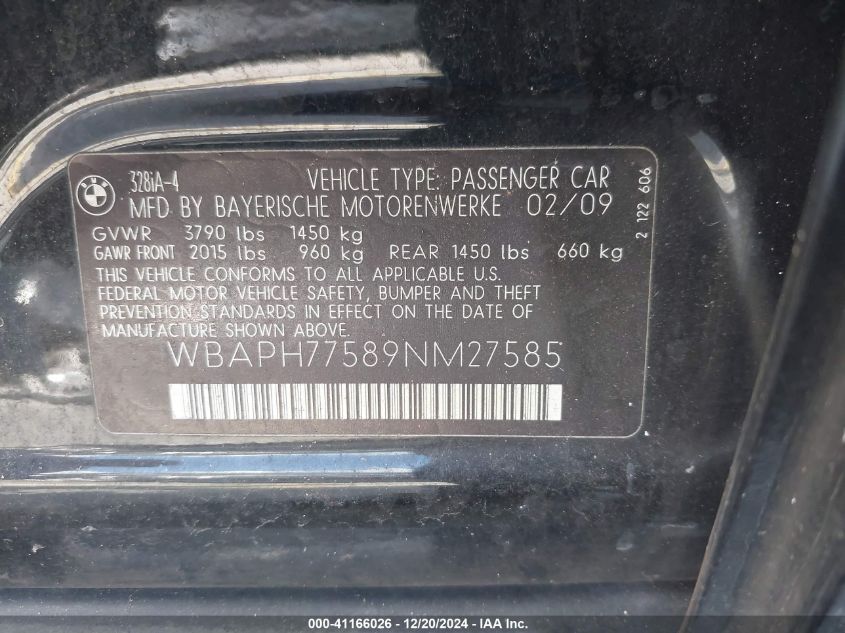 BMW
328iA-4 VEHICLE TYPE: PASSENGER CAR
MFD BY BAYERISCHE MOTORENWERKE 02/09
GVWR 3790 lbs 1450 kg
GAWR FRONT 2015 lbs 960 kg REAR 1450 lbs 660 kg
THIS VEHICLE CONFORMS TO ALL APPLICABLE U.S.
FEDERAL MOTOR VEHICLE SAFETY, BUMPER AND THEFT
PREVENTION STANDARDS IN EFFECT ON THE DATE OF
MANUFACTURE SHOWN ABOVE.
WBAPH77589NM27585
2 122 606
000-41166026 - 12/20/2024 - IAA Inc.